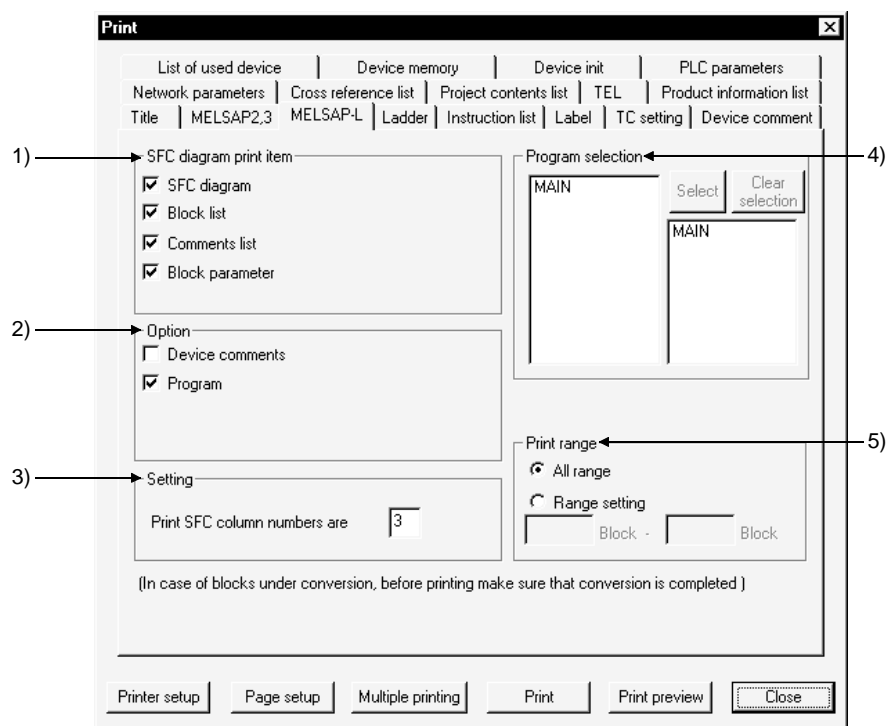 Print
List of used device Device memory Device init PLC parameters
Network parameters Cross reference list Project contents list TEL Product information list
Title MELSAP2,3 MELSAP-L Ladder Instruction list Label TC setting Device comment
1) SFC diagram print item
SFC diagram
Block list
Comments list
Block parameter
2) Option
Device comments
Program
3) Setting
Print SFC column numbers are 3
Program selection 4)
MAIN
Select
Clear selection
MAIN
Print range 5)
All range
Range setting
Block - Block
(In case of blocks under conversion, before printing make sure that conversion is completed )
Printer setup Page setup Multiple printing Print Print preview Close